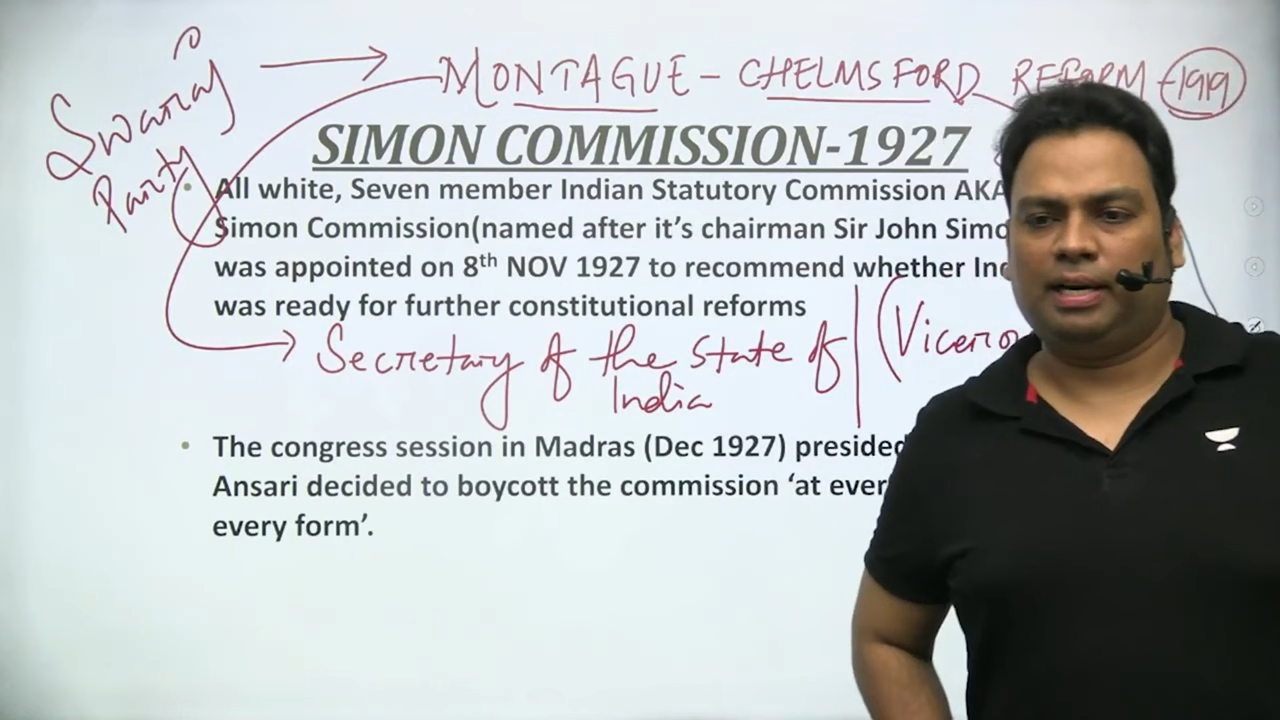 Swaraj
Party
MONTAGUE - CHELMSFORD REFORM - 1919
SIMON COMMISSION-1927
• All white, Seven member Indian Statutory Commission AKA
Simon Commission(named after it's chairman Sir John
was appointed on 8th NOV 1927 to recommend whether
was ready for further constitutional reforms
Secretary of the State of
India
• The congress session in Madras (Dec 1927) presided
Ansari decided to boycott the commission 'at
every form'.